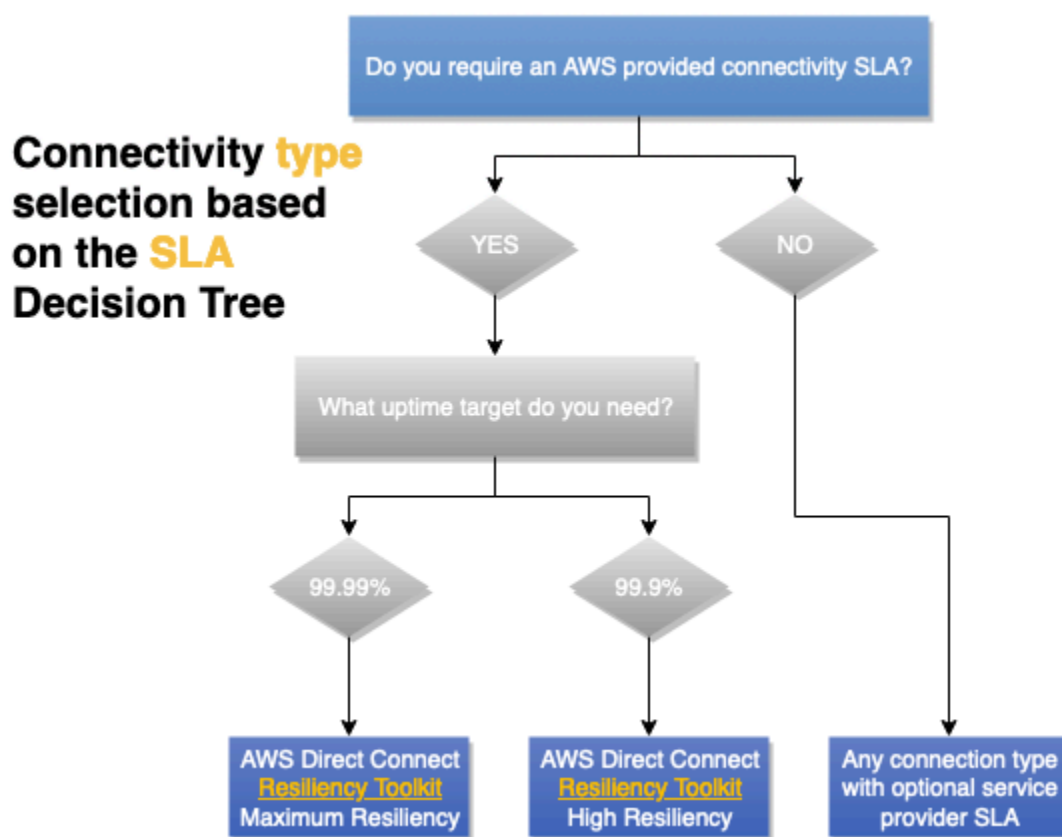 Do you require an AWS provided connectivity SLA?
Connectivity type
selection based
on the SLA
Decision Tree
YES
NO
What uptime target do you need?
99.99%
99.9%
AWS Direct Connect
Resiliency Toolkit
Maximum Resiliency
AWS Direct Connect
Resiliency Toolkit
High Resiliency
Any connection type
with optional service
provider SLA